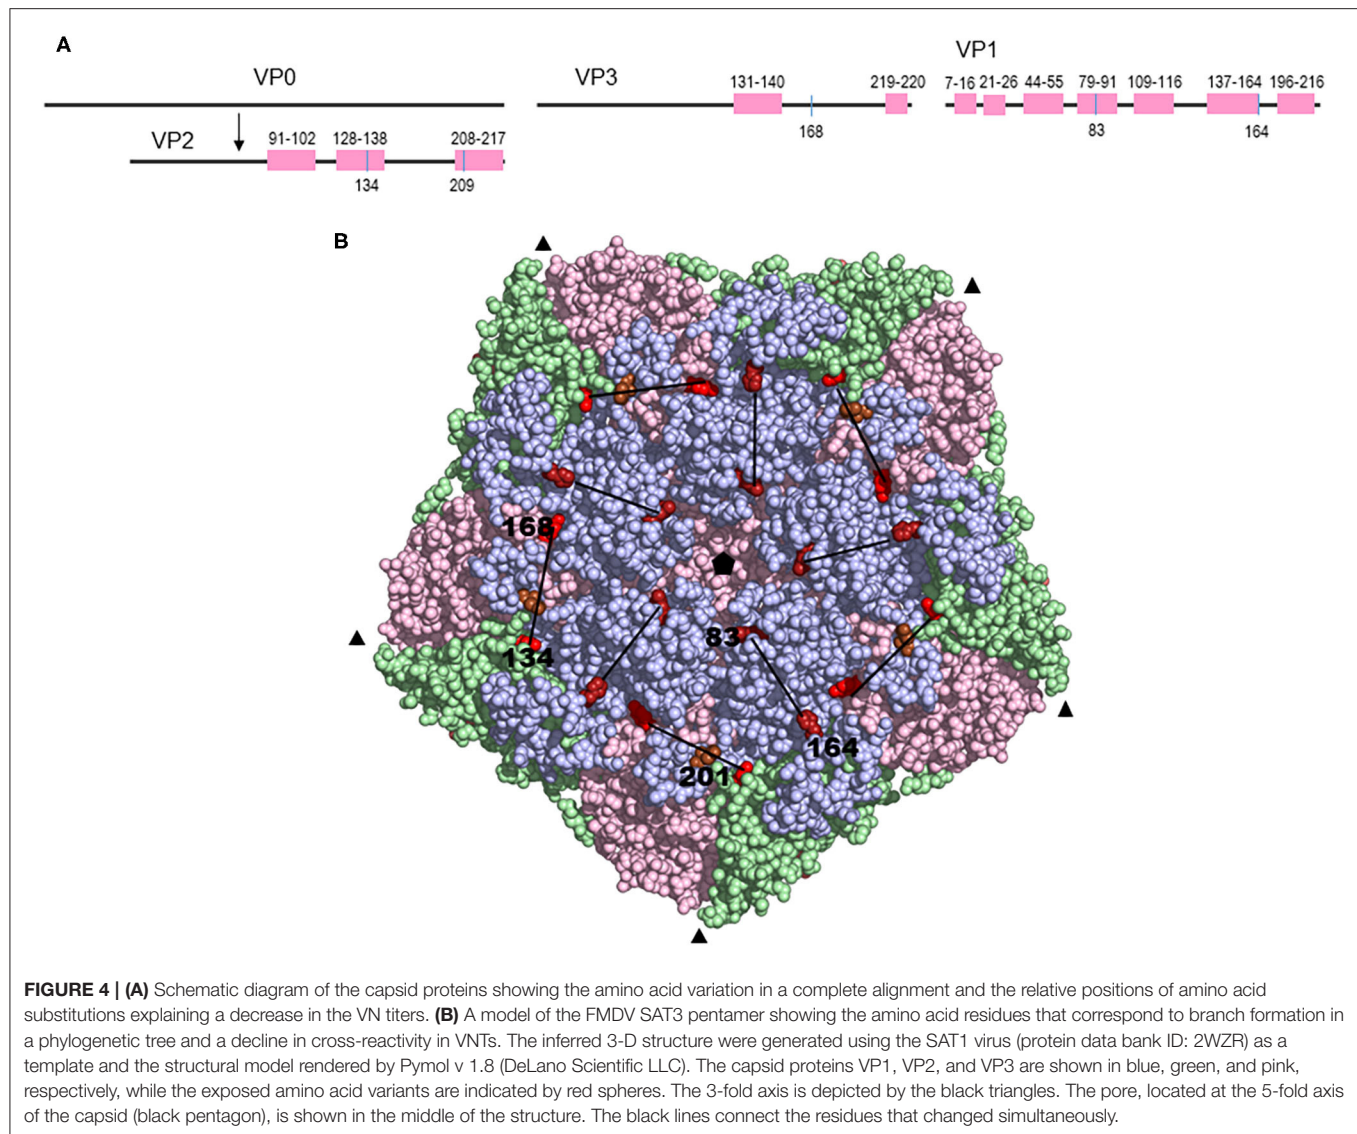 A
VP0
VP2
91-102 128-138 208-217
134 209
VP3
131-140 219-220
168
VP1
7-16 21-26 44-55 79-91 109-116 137-164 196-216
83 164
B
168
134
83
164
201
FIGURE 4 | (A) Schematic diagram of the capsid proteins showing the amino acid variation in a complete alignment and the relative positions of amino acid
substitutions explaining a decrease in the VN titers. (B) A model of the FMDV SAT3 pentamer showing the amino acid residues that correspond to branch formation in
a phylogenetic tree and a decline in cross-reactivity in VNTs. The inferred 3-D structure were generated using the SAT1 virus (protein data bank ID: 2WZR) as a
template and the structural model rendered by Pymol v 1.8 (DeLano Scientific LLC). The capsid proteins VP1, VP2, and VP3 are shown in blue, green, and pink,
respectively, while the exposed amino acid variants are indicated by red spheres. The 3-fold axis is depicted by the black triangles. The pore, located at the 5-fold axis
of the capsid (black pentagon), is shown in the middle of the structure. The black lines connect the residues that changed simultaneously.